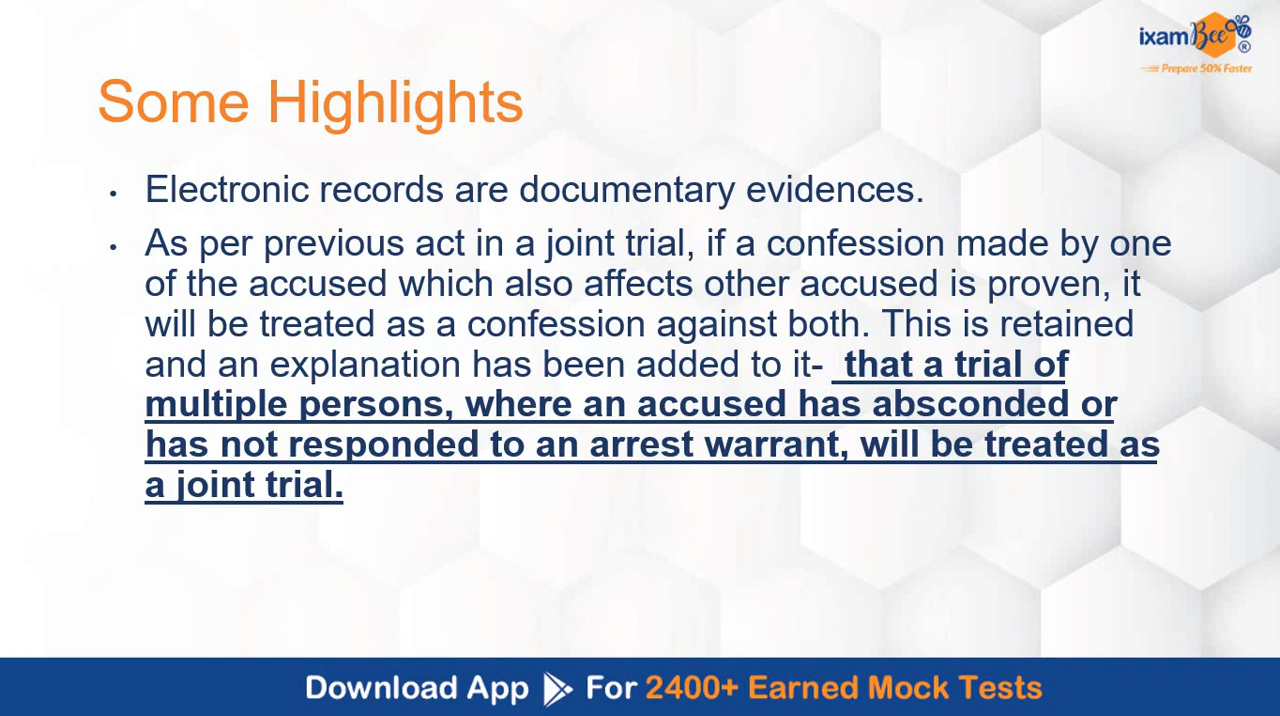 ixamBee®
Prepare 50% Faster
Some Highlights
• Electronic records are documentary evidences.
• As per previous act in a joint trial, if a confession made by one
of the accused which also affects other accused is proven, it
will be treated as a confession against both. This is retained
and an explanation has been added to it- that a trial of
multiple persons, where an accused has absconded or
has not responded to an arrest warrant, will be treated as
a joint trial.
Download App For 2400+ Earned Mock Tests